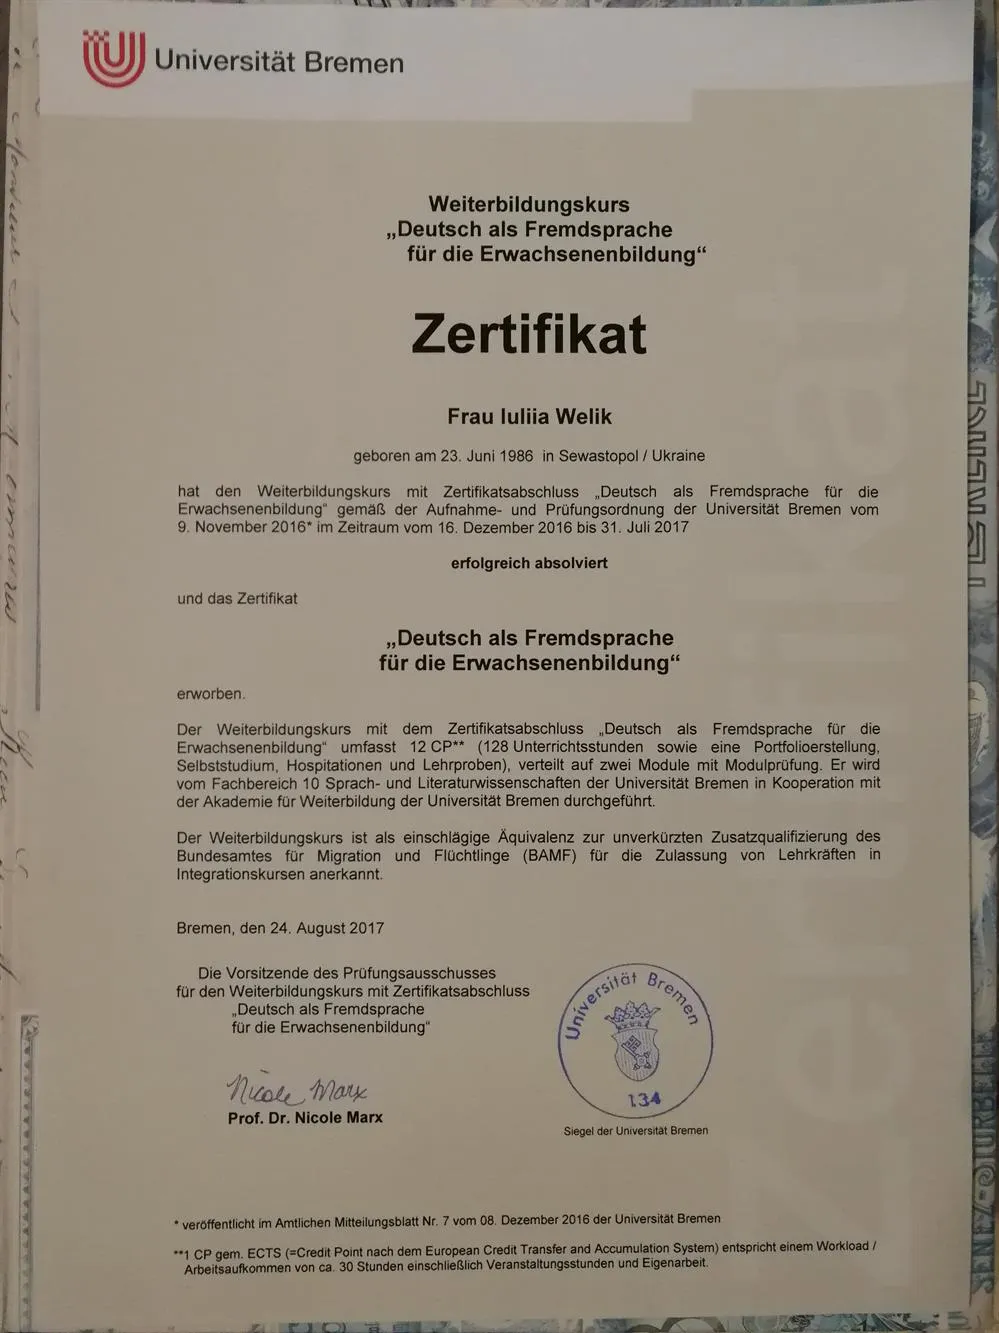 Universität Bremen
Weiterbildungskurs
„Deutsch als Fremdsprache
für die Erwachsenenbildung“
Zertifikat
Frau Iuliia Welik
geboren am 23. Juni 1986 in Sewastopol / Ukraine
hat den Weiterbildungskurs mit Zertifikatsabschluss „Deutsch als Fremdsprache für die
Erwachsenenbildung“ gemäß der Aufnahme- und Prüfungsordnung der Universität Bremen vom
9. November 2016* im Zeitraum vom 16. Dezember 2016 bis 31. Juli 2017
erfolgreich absolviert
und das Zertifikat
„Deutsch als Fremdsprache
für die Erwachsenenbildung“
erworben.
Der Weiterbildungskurs mit dem Zertifikatsabschluss „Deutsch als Fremdsprache für die
Erwachsenenbildung“ umfasst 12 CP** (128 Unterrichtsstunden sowie eine Portfolioerstellung,
Selbststudium, Hospitationen und Lehrproben), verteilt auf zwei Module mit Modulprüfung. Er wird
vom Fachbereich 10 Sprach- und Literaturwissenschaften der Universität Bremen in Kooperation mit
der Akademie für Weiterbildung der Universität Bremen durchgeführt.
Der Weiterbildungskurs ist als einschlägige Äquivalenz zur unverkürzten Zusatzqualifizierung des
Bundesamtes für Migration und Flüchtlinge (BAMF) für die Zulassung von Lehrkräften in
Integrationskursen anerkannt.
Bremen, den 24. August 2017
Die Vorsitzende des Prüfungsausschusses
für den Weiterbildungskurs mit Zertifikatsabschluss
„Deutsch als Fremdsprache
für die Erwachsenenbildung“
Nicole Marx
Prof. Dr. Nicole Marx
Universität Bremen
134
Siegel der Universität Bremen
* veröffentlicht im Amtlichen Mitteilungsblatt Nr. 7 vom 08. Dezember 2016 der Universität Bremen
**1 CP gem. ECTS (=Credit Point nach dem European Credit Transfer and Accumulation System) entspricht einem Workload /
Arbeitsaufkommen von ca. 30 Stunden einschließlich Veranstaltungsstunden und Eigenarbeit.
Zertifikat